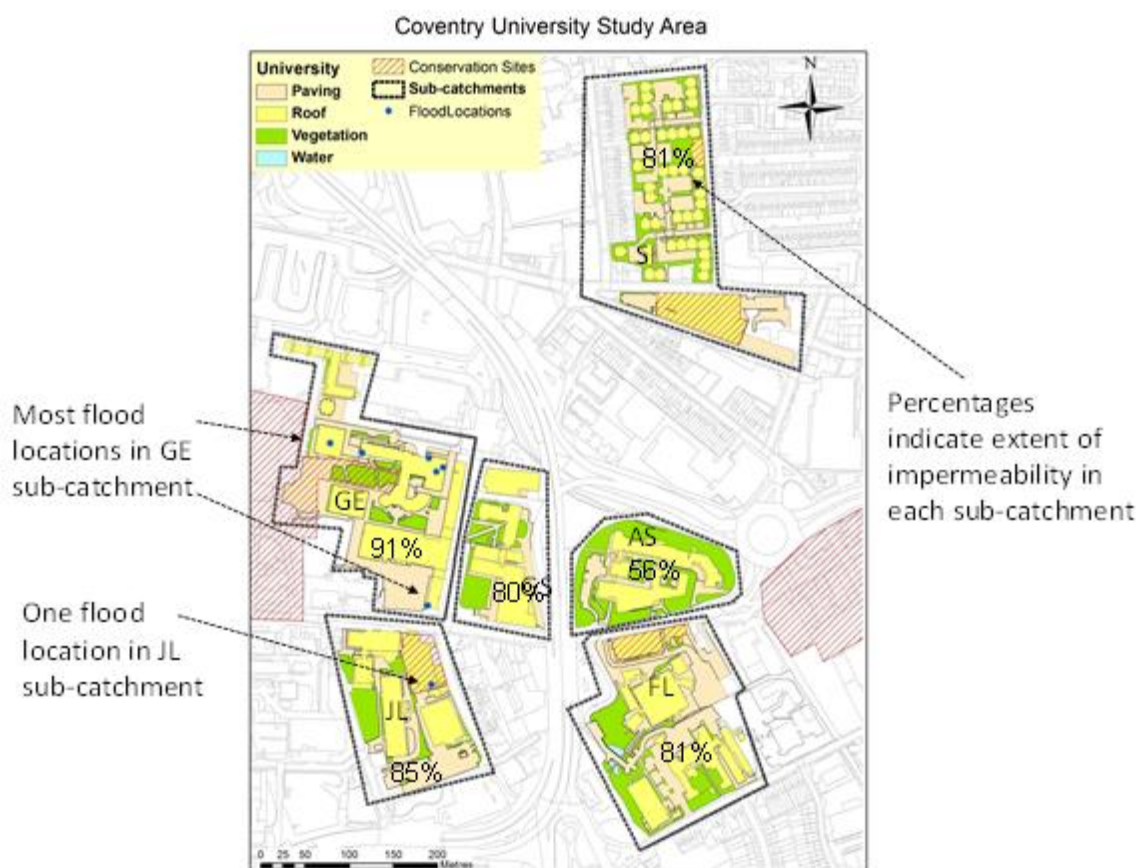 Coventry University Study Area
University
Paving
Roof
Vegetation
Water
Conservation Sites
Sub-catchments
FloodLocations
N
81%
S
Most flood
locations in GE
sub-catchment
Percentages
indicate extent of
impermeability in
each sub-catchment
GE
91%
AS
56%
80%
One flood
location in JL
sub-catchment
JL
85%
FL
81%
0 25 50 100 150 200
Metres